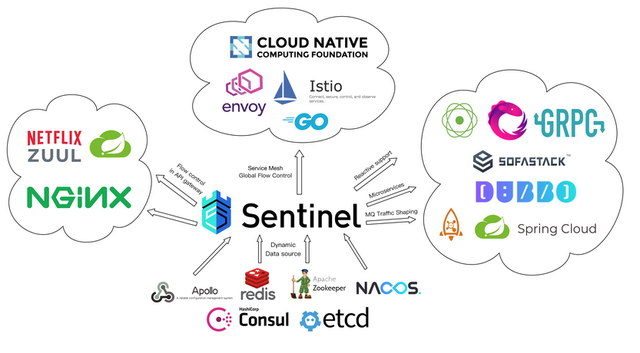 CLOUD NATIVE
COMPUTING FOUNDATION
envoy
Istio
Connect, secure, control, and observe
services.
GO
NETFLIX
ZUUL
NGINX
GRPC
SOFASTACK™
DUBBO
Spring Cloud
Flow control
in API gateway
Service Mesh
Global Flow Control
Reactive support
Microservices
MQ Traffic Shaping
Sentinel
Dynamic
Data source
Apollo
A reliable configuration management system
redis
Apache
Zookeeper
NACOS.
HashiCorp
Consul
etcd